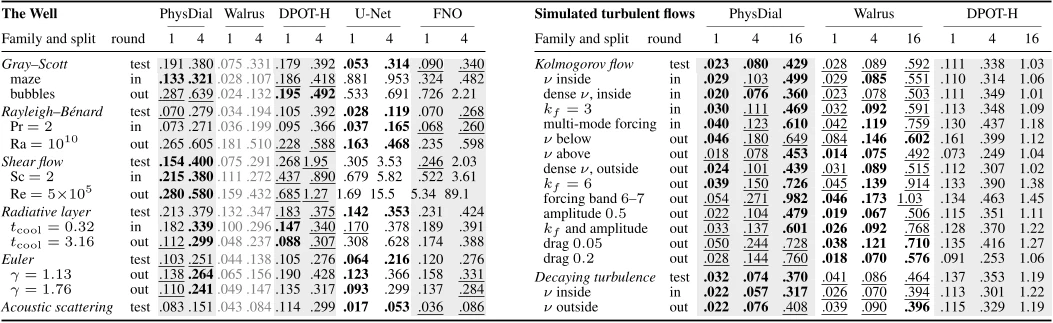 The Well PhysDial Walrus DPOT-H U-Net FNO
Family and split round 1 4 1 4 1 4 1 4 1 4
Gray–Scott test .191 .380 .075 .331 .179 .392 .053 .314 .090 .340
maze in .133 .321 .028 .107 .186 .418 .881 .953 .324 .482
bubbles out .287 .639 .024 .132 .195 .492 .533 .691 .726 2.21
Rayleigh–Bénard test .070 .279 .034 .194 .105 .394 .028 .119 .070 .268
Pr = 2 in .073 .271 .036 .199 .095 .366 .037 .165 .068 .260
Ra = 10¹⁰ out .265 .605 .181 .510 .228 .588 .163 .468 .235 .598
Shear flow test .154 .400 .075 .291 .268 1.95 .305 3.53 .246 2.03
Sc = 2 in .215 .380 .111 .272 .437 .890 .679 5.82 .522 3.61
Re = 5×10⁵ out .280 .580 .159 .432 .685 1.27 1.69 15.5 5.34 89.1
Radiative layer test .213 .379 .132 .347 .183 .375 .142 .353 .231 .424
t_cool = 0.32 in .182 .339 .100 .296 .147 .340 .170 .378 .189 .391
t_cool = 3.16 out .112 .299 .048 .237 .088 .307 .308 .628 .174 .388
Euler test .103 .251 .044 .138 .106 .276 .064 .216 .120 .276
γ = 1.13 out .138 .264 .065 .156 .190 .428 .123 .366 .158 .331
γ = 1.76 out .110 .241 .049 .147 .135 .317 .093 .299 .137 .284
Acoustic scattering test .083 .151 .043 .084 .114 .299 .017 .053 .036 .086
Simulated turbulent flows PhysDial Walrus DPOT-H
Family and split round 1 4 16 1 4 16 1 4 16
Kolmogorov flow test .023 .080 .429 .028 .089 .592 .111 .338 1.03
ν inside in .029 .103 .499 .029 .085 .551 .110 .314 1.06
dense ν, inside in .020 .076 .360 .023 .078 .503 .111 .349 1.01
k_f = 3 in .030 .111 .469 .032 .092 .591 .113 .348 1.09
multi-mode forcing in .040 .123 .610 .042 .119 .759 .130 .437 1.18
ν below out .046 .180 .649 .084 .146 .602 .161 .399 1.12
ν above out .018 .078 .453 .014 .075 .492 .073 .249 1.04
dense ν, outside out .024 .101 .439 .031 .089 .515 .112 .307 1.02
k_f = 6 out .039 .150 .726 .045 .139 .914 .133 .390 1.38
forcing band 6–7 out .054 .271 .982 .046 .173 1.03 .134 .463 1.45
amplitude 0.5 out .022 .104 .479 .019 .067 .506 .115 .351 1.11
k_f and amplitude out .033 .137 .601 .026 .092 .768 .128 .370 1.22
drag 0.05 out .050 .244 .728 .038 .121 .710 .135 .416 1.27
drag 0.2 out .028 .144 .760 .018 .070 .576 .091 .253 1.06
Decaying turbulence test .032 .074 .370 .041 .086 .464 .137 .353 1.19
ν inside in .022 .057 .317 .026 .070 .394 .113 .301 1.22
ν outside out .022 .076 .408 .039 .090 .396 .115 .329 1.19